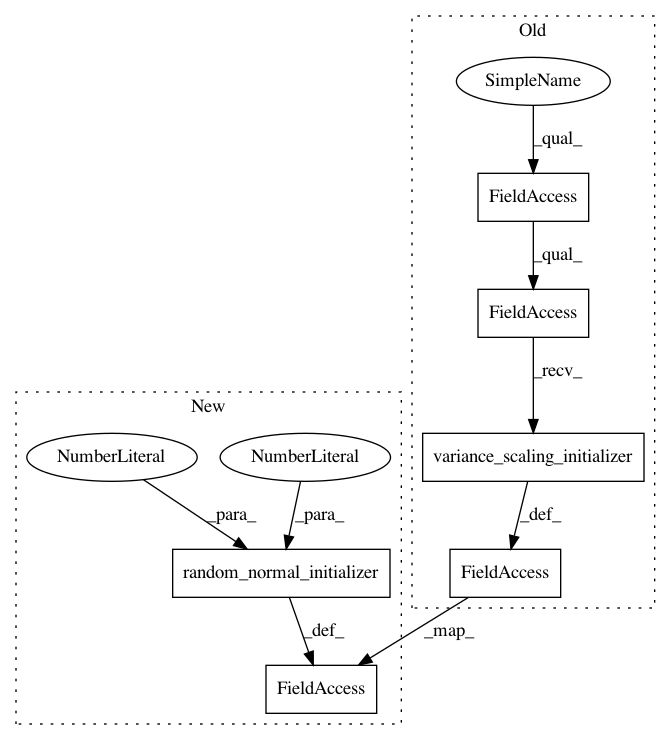 Old
SimpleName
_qual_
FieldAccess
_qual_
FieldAccess
_recv_
New
NumberLiteral
NumberLiteral
variance_scaling_initializer
_para_
_para_
_def_
random_normal_initializer
FieldAccess
_def_
_map_
FieldAccess